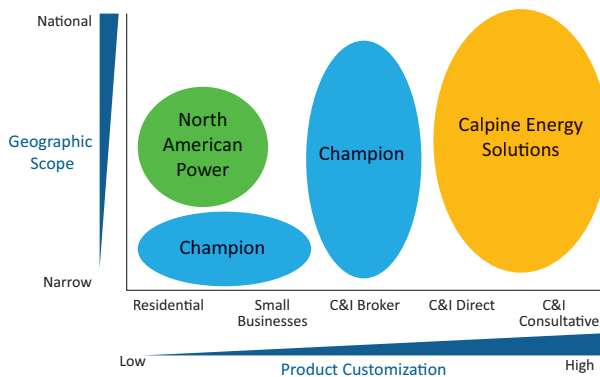 National
Geographic
Scope
Narrow
North
American
Power
Champion
Champion
Calpine Energy
Solutions
Residential
Small
Businesses
C&I Broker
C&I Direct
C&I
Consultative
Low
Product Customization
High